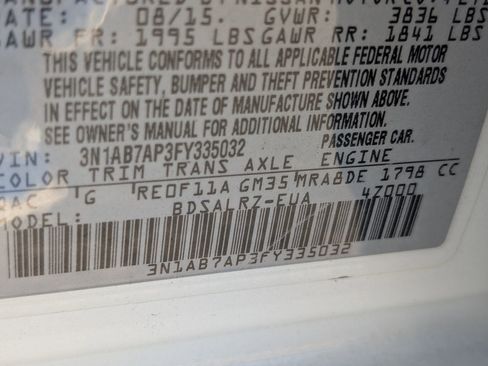 DATE: 08/15. GVWR: 3836 LBS
GAWR FR: 1995 LBS GAWR RR: 1841 LBS
THIS VEHICLE CONFORMS TO ALL APPLICABLE FEDERAL MOTOR
VEHICLE SAFETY, BUMPER AND THEFT PREVENTION STANDARDS
IN EFFECT ON THE DATE OF MANUFACTURE SHOWN ABOVE.
SEE OWNER'S MANUAL FOR ADDITIONAL INFORMATION.
PASSENGER CAR.
VIN: 3N1AB7AP3FY335032
COLOR TRIM TRANS AXLE ENGINE
G RE0F11A GM35 MRA8DE 1798 CC
MODEL: BDSALRZ-EUA 47000
3N1AB7AP3FY335032